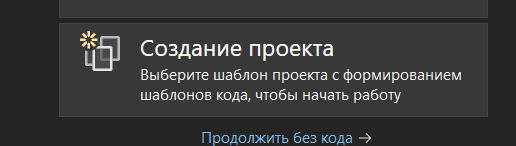 Создание проекта
Выберите шаблон проекта с формированием
шаблонов кода, чтобы начать работу
Продолжить без кода →